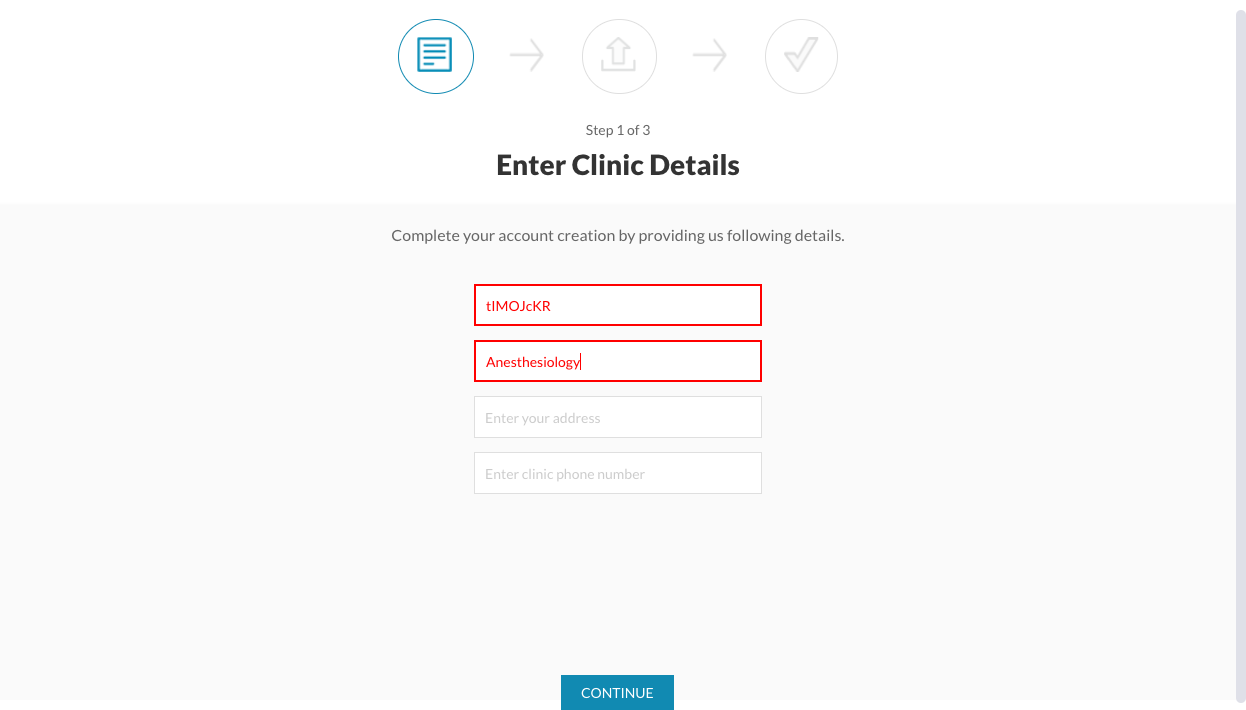 Step 1 of 3
Enter Clinic Details
Complete your account creation by providing us following details.
tIMOJcKR
Anesthesiology
Enter your address
Enter clinic phone number
CONTINUE